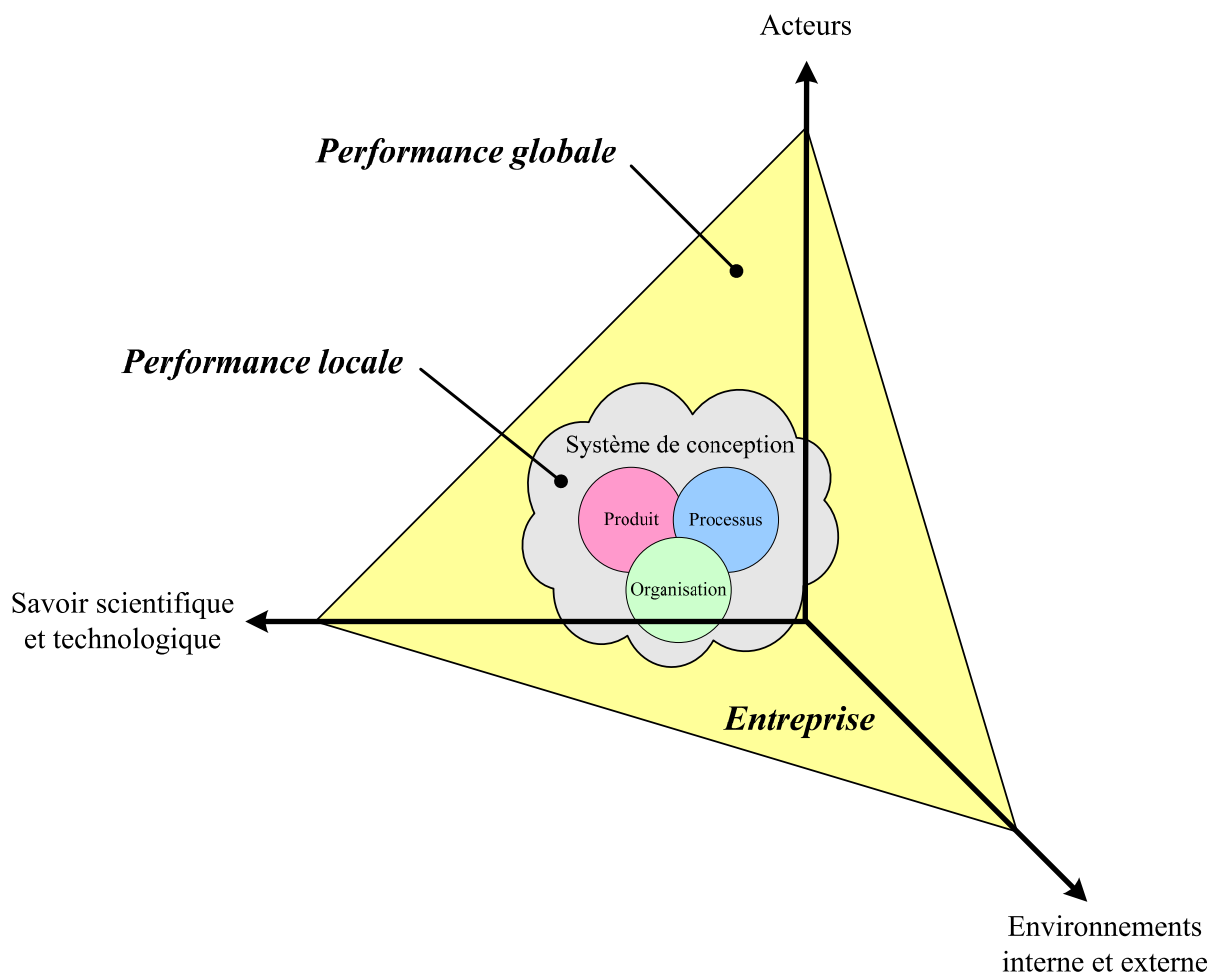 Acteurs
Performance globale
Performance locale
Système de conception
Produit
Processus
Organisation
Savoir scientifique
et technologique
Entreprise
Environnements
interne et externe